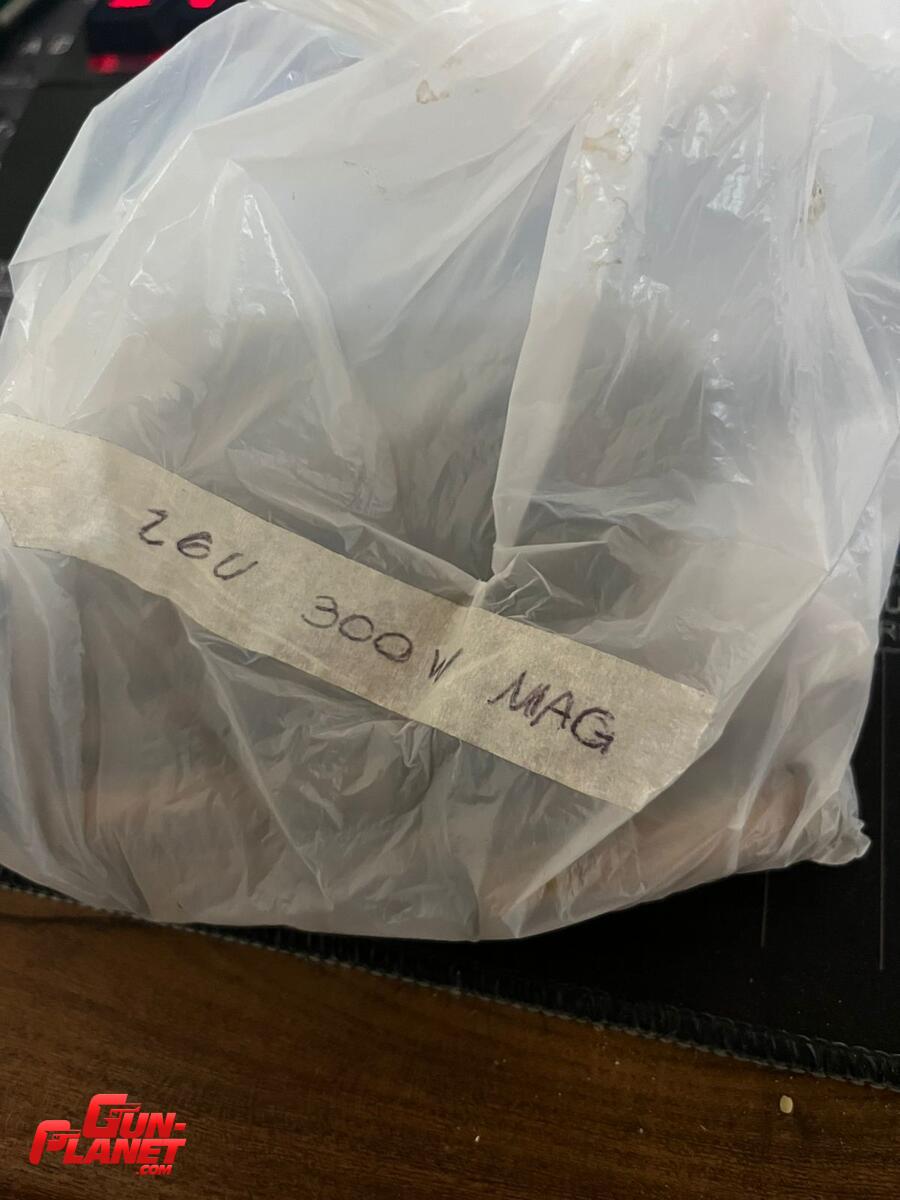 26U 300W MAG
GUN-
PLANET
.COM